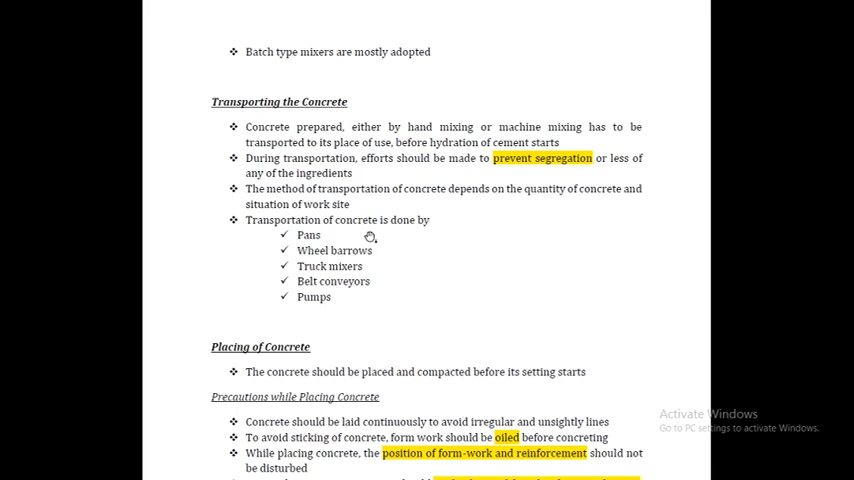 ❖ Batch type mixers are mostly adopted
Transporting the Concrete
❖ Concrete prepared, either by hand mixing or machine mixing has to be
transported to its place of use, before hydration of cement starts
❖ During transportation, efforts should be made to prevent segregation or less of
any of the ingredients
❖ The method of transportation of concrete depends on the quantity of concrete and
situation of work site
❖ Transportation of concrete is done by
✓ Pans
✓ Wheel barrows
✓ Truck mixers
✓ Belt conveyors
✓ Pumps
Placing of Concrete
❖ The concrete should be placed and compacted before its setting starts
Precautions while Placing Concrete
❖ Concrete should be laid continuously to avoid irregular and unsightly lines
❖ To avoid sticking of concrete, form work should be oiled before concreting
❖ While placing concrete, the position of form-work and reinforcement should not
be disturbed
Activate Windows
Go to PC settings to activate Windows.